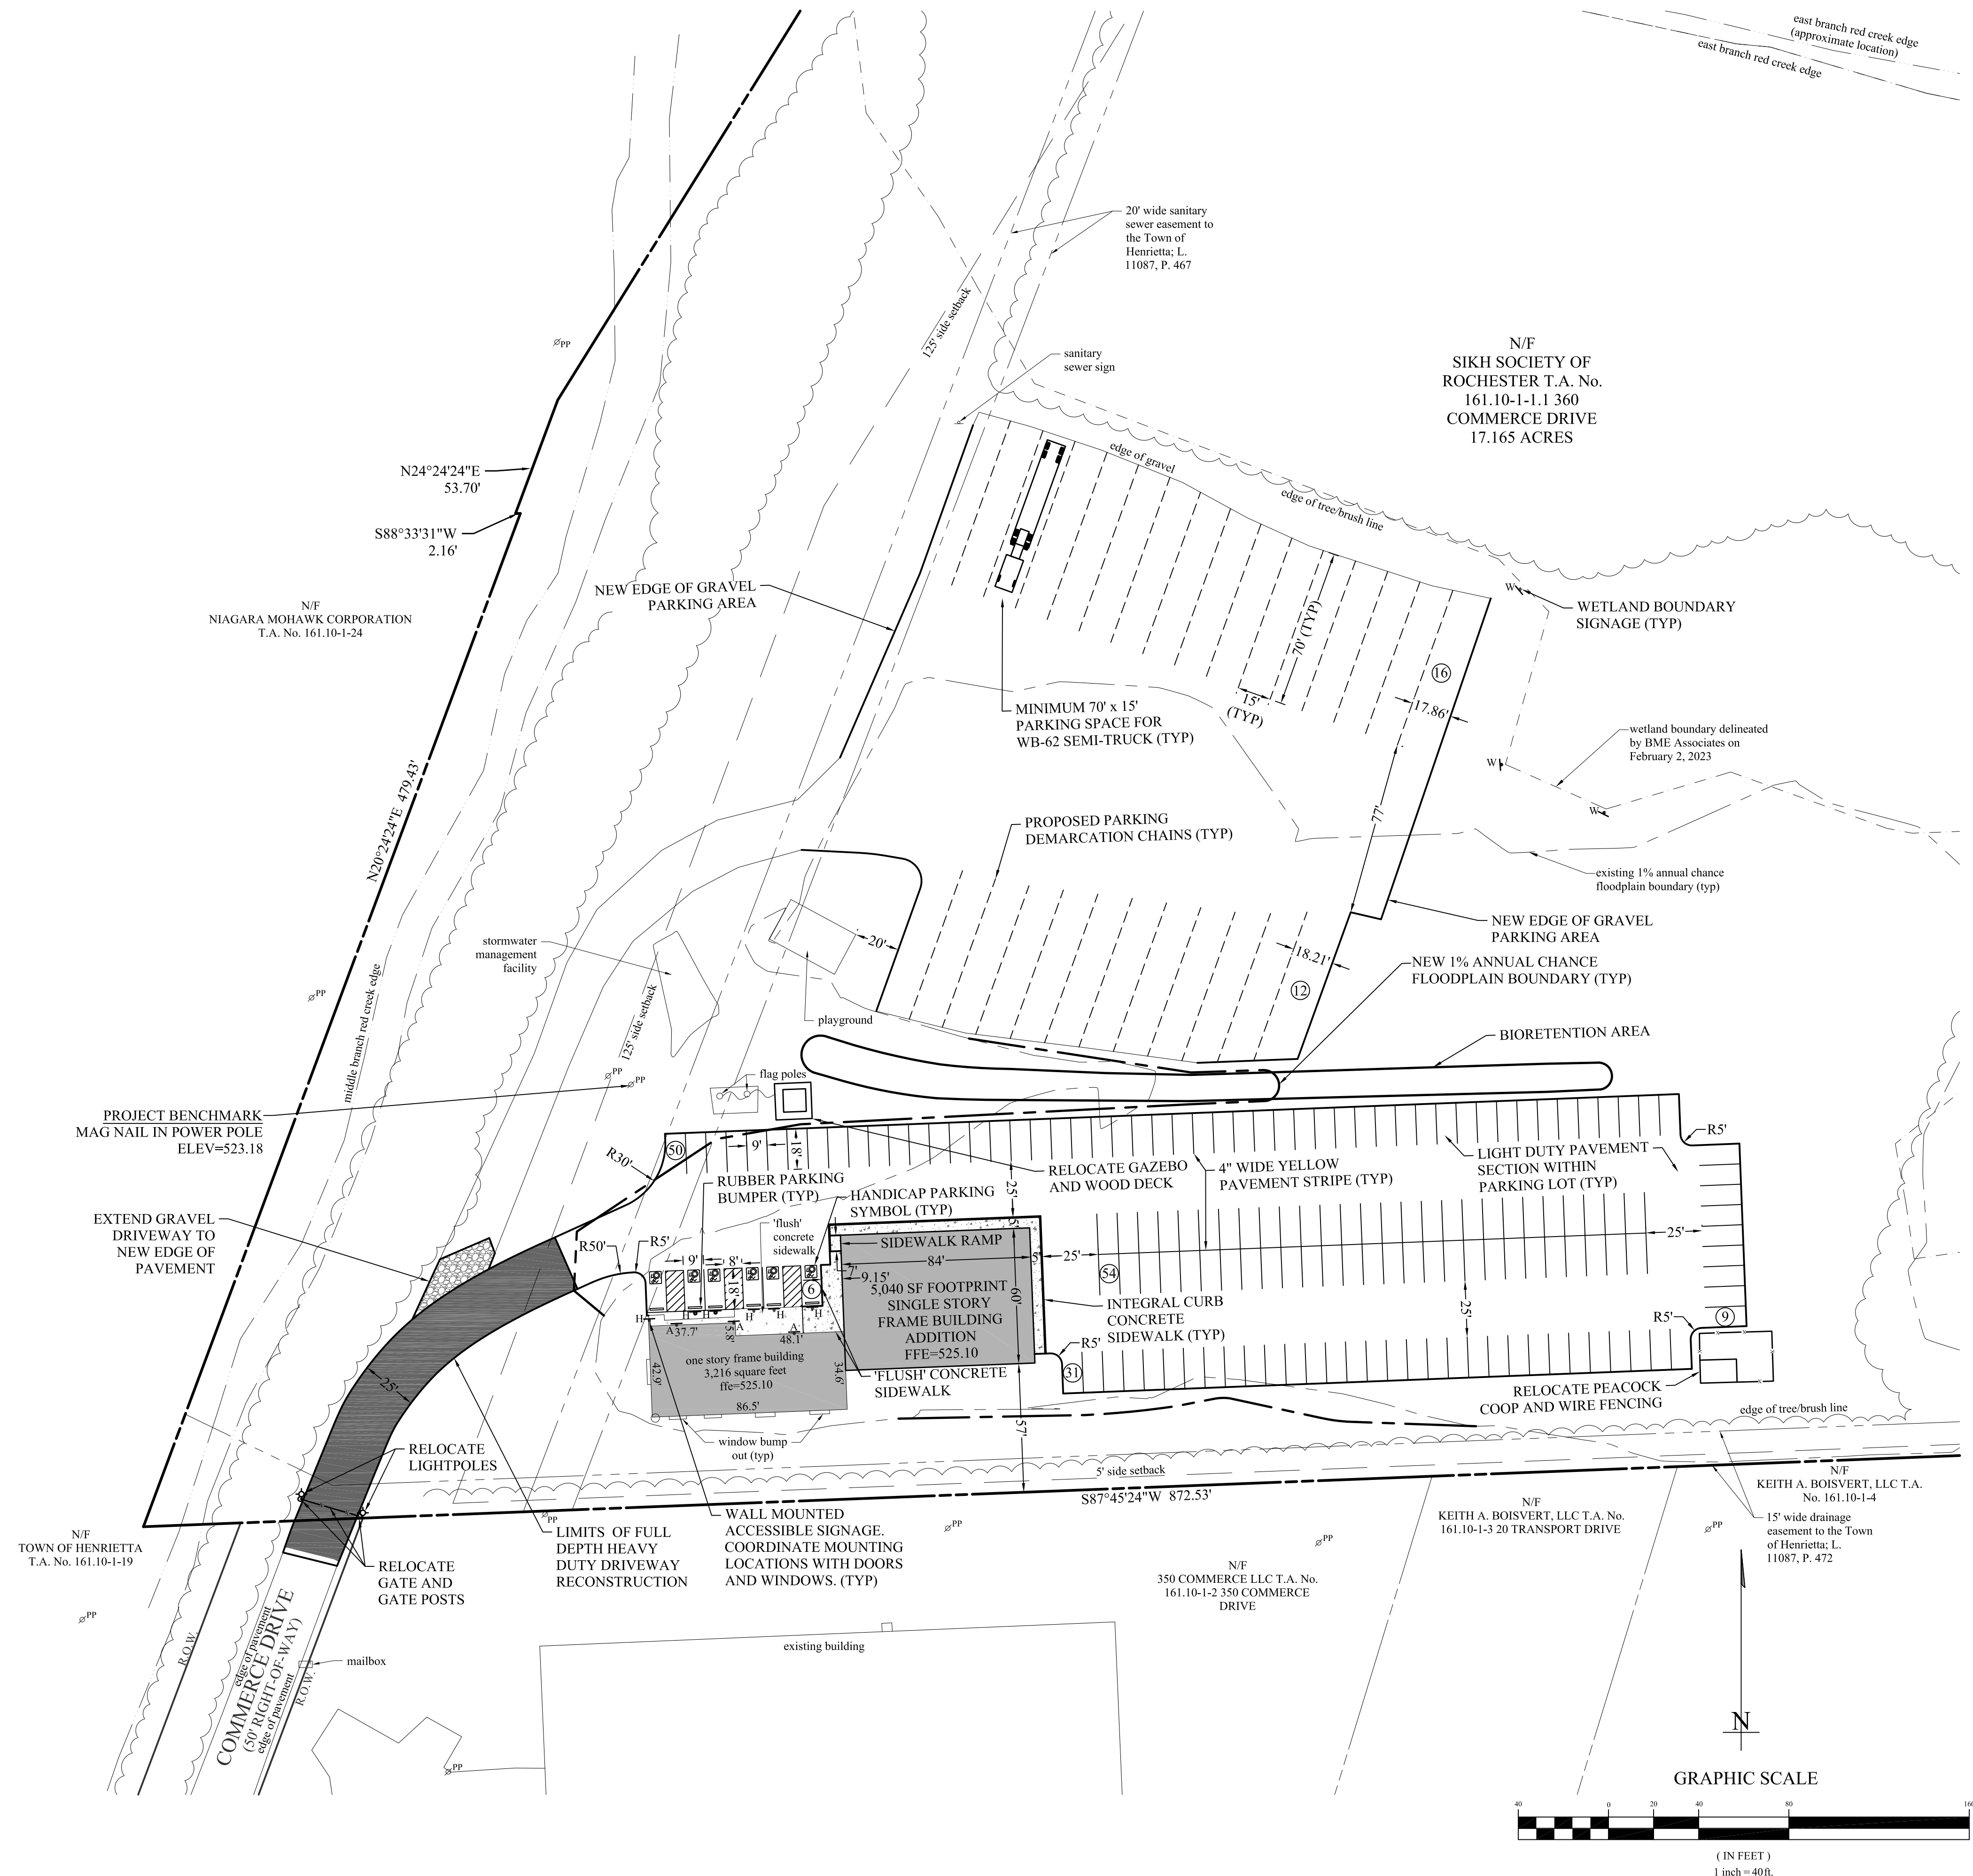 east branch red creek edge
(approximate location)
east branch red creek edge
20' wide sanitary
sewer easement to
the Town of
Henrietta; L.
11087, P. 467
125' side setback
sanitary
sewer sign
N/F
SIKH SOCIETY OF
ROCHESTER T.A. No.
161.10-1-1.1 360
COMMERCE DRIVE
17.165 ACRES
PP
edge of gravel
edge of tree/brush line
N24°24'24"E
53.70'
S88°33'31"W
2.16'
NEW EDGE OF GRAVEL
PARKING AREA
N/F
NIAGARA MOHAWK CORPORATION
T.A. No. 161.10-1-24
W
WETLAND BOUNDARY
SIGNAGE (TYP)
70' (TYP)
16
15'
(TYP)
17.86'
MINIMUM 70' x 15'
PARKING SPACE FOR
WB-62 SEMI-TRUCK (TYP)
wetland boundary delineated
by BME Associates on
February 2, 2023
W
W
77'
N20°24'24"E 479.43'
PROPOSED PARKING
DEMARCATION CHAINS (TYP)
existing 1% annual chance
floodplain boundary (typ)
NEW EDGE OF GRAVEL
PARKING AREA
stormwater
management
facility
20'
18.21'
NEW 1% ANNUAL CHANCE
FLOODPLAIN BOUNDARY (TYP)
12
PP
middle branch red creek edge
125' side setback
playground
BIORETENTION AREA
PP
PP
flag poles
PROJECT BENCHMARK
MAG NAIL IN POWER POLE
ELEV=523.18
R30'
50
9'
18'
R5'
RUBBER PARKING
BUMPER (TYP)
HANDICAP PARKING
SYMBOL (TYP)
RELOCATE GAZEBO
AND WOOD DECK
25'
4" WIDE YELLOW
PAVEMENT STRIPE (TYP)
LIGHT DUTY PAVEMENT
SECTION WITHIN
PARKING LOT (TYP)
EXTEND GRAVEL
DRIVEWAY TO
NEW EDGE OF
PAVEMENT
'flush'
concrete
sidewalk
R50'
R5'
9'
8'
18'
5'
SIDEWALK RAMP
84'
5'
25'
25'
7'
9.15'
6
54
5,040 SF FOOTPRINT
SINGLE STORY
FRAME BUILDING
ADDITION
FFE=525.10
60'
INTEGRAL CURB
CONCRETE
SIDEWALK (TYP)
25'
R5'
9
H
H
H
H
H
H
A
A
A
37.7'
5.8'
48.1'
42.9'
one story frame building
3,216 square feet
ffe=525.10
34.6'
86.5'
'FLUSH' CONCRETE
SIDEWALK
R5'
31
25'
RELOCATE PEACOCK
COOP AND WIRE FENCING
57'
edge of tree/brush line
window bump
out (typ)
RELOCATE
LIGHTPOLES
5' side setback
S87°45'24"W 872.53'
N/F
KEITH A. BOISVERT, LLC T.A.
No. 161.10-1-4
N/F
KEITH A. BOISVERT, LLC T.A. No.
161.10-1-3 20 TRANSPORT DRIVE
15' wide drainage
easement to the Town
of Henrietta; L.
11087, P. 472
N/F
TOWN OF HENRIETTA
T.A. No. 161.10-1-19
PP
PP
PP
PP
LIMITS OF FULL
DEPTH HEAVY
DUTY DRIVEWAY
RECONSTRUCTION
WALL MOUNTED
ACCESSIBLE SIGNAGE.
COORDINATE MOUNTING
LOCATIONS WITH DOORS
AND WINDOWS. (TYP)
RELOCATE
GATE AND
GATE POSTS
N/F
350 COMMERCE LLC T.A. No.
161.10-1-2 350 COMMERCE
DRIVE
PP
R.O.W.
edge of pavement
COMMERCE DRIVE
(50' RIGHT-OF-WAY)
edge of pavement
R.O.W.
mailbox
existing building
PP
N
GRAPHIC SCALE
40
0
20
40
80
160
( IN FEET )
1 inch = 40 ft.